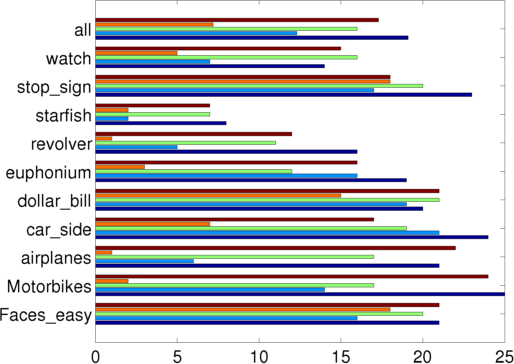 all
watch
stop_sign
starfish
revolver
euphonium
dollar_bill
car_side
airplanes
Motorbikes
Faces_easy
0 5 10 15 20 25